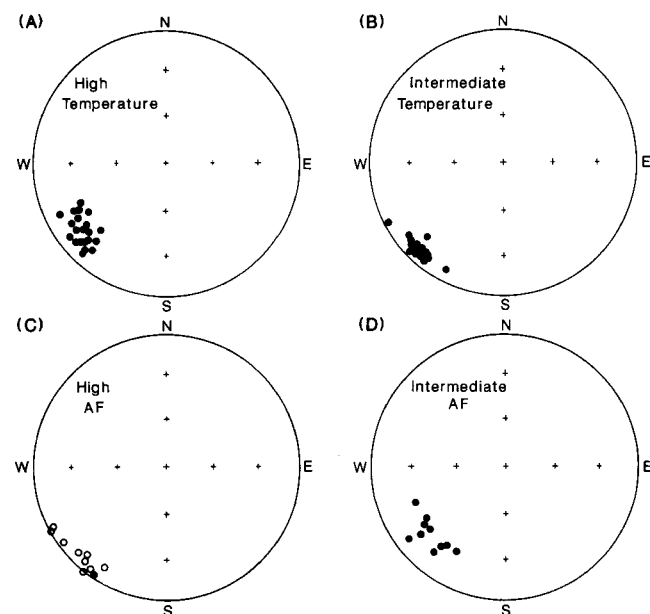 (A)
N
High
Temperature
W
E
S
(B)
N
Intermediate
Temperature
W
E
S
(C)
N
High
AF
W
E
S
(D)
N
Intermediate
AF
W
E
S